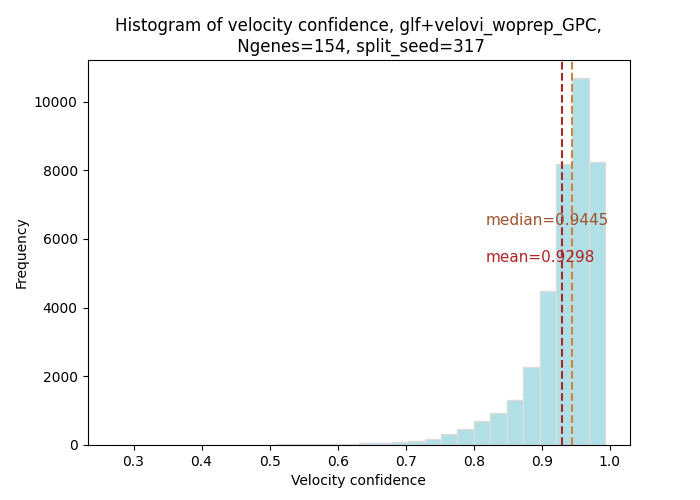 Histogram of velocity confidence, glf+velovi_woprep_GPC,
Ngenes=154, split_seed=317
10000
8000
6000
4000
2000
0
Frequency
median=0.9445
mean=0.9298
0.3 0.4 0.5 0.6 0.7 0.8 0.9 1.0
Velocity confidence